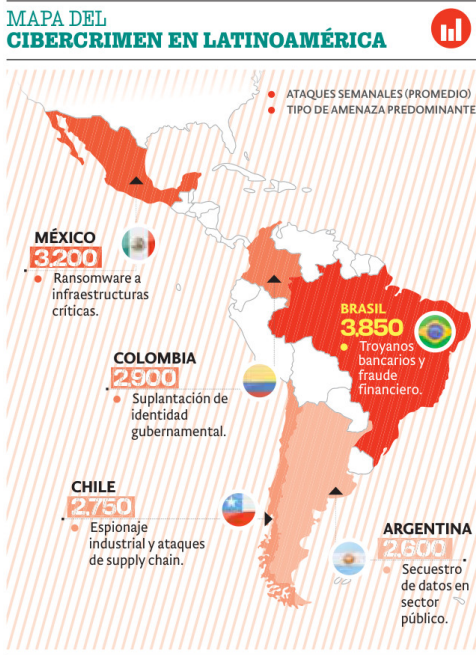 MAPA DEL
CIBERCRIMEN EN LATINOAMÉRICA
ATAQUES SEMANALES (PROMEDIO)
TIPO DE AMENAZA PREDOMINANTE
MÉXICO
3,200
Ransomware a
infraestructuras
críticas.
BRASIL
3,850
Troyanos
bancarios y
fraude
financiero.
COLOMBIA
2,900
Suplantación de
identidad
gubernamental.
CHILE
2,750
Espionaje
industrial y ataques
de supply chain.
ARGENTINA
2,600
Secuestro
de datos en
sector
público.